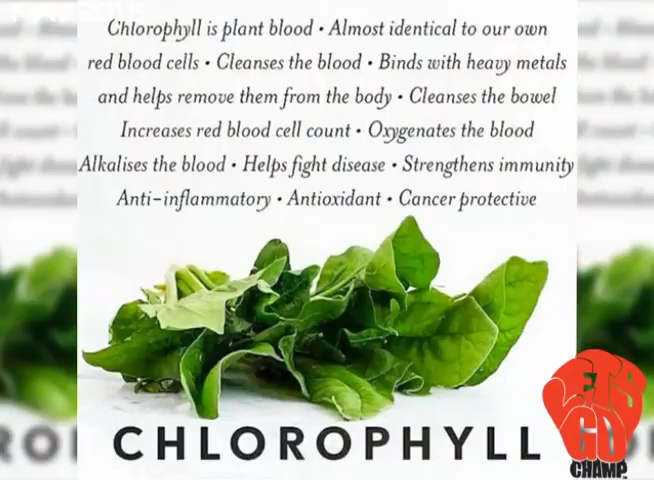 Chlorophyll is plant blood • Almost identical to our own
red blood cells • Cleanses the blood • Binds with heavy metals
and helps remove them from the body • Cleanses the bowel
Increases red blood cell count • Oxygenates the blood
Alkalises the blood • Helps fight disease • Strengthens immunity
Anti-inflammatory • Antioxidant • Cancer protective
CHLOROPHYLL
LETS
GO
CHAMP